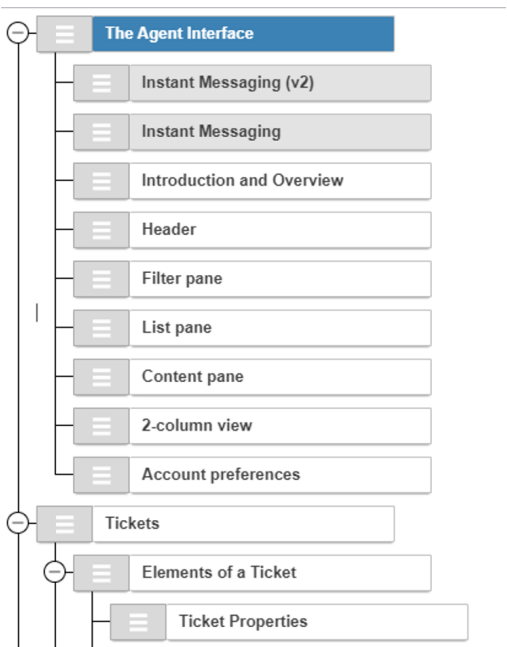 The Agent Interface
Instant Messaging (v2)
Instant Messaging
Introduction and Overview
Header
Filter pane
List pane
Content pane
2-column view
Account preferences
Tickets
Elements of a Ticket
Ticket Properties